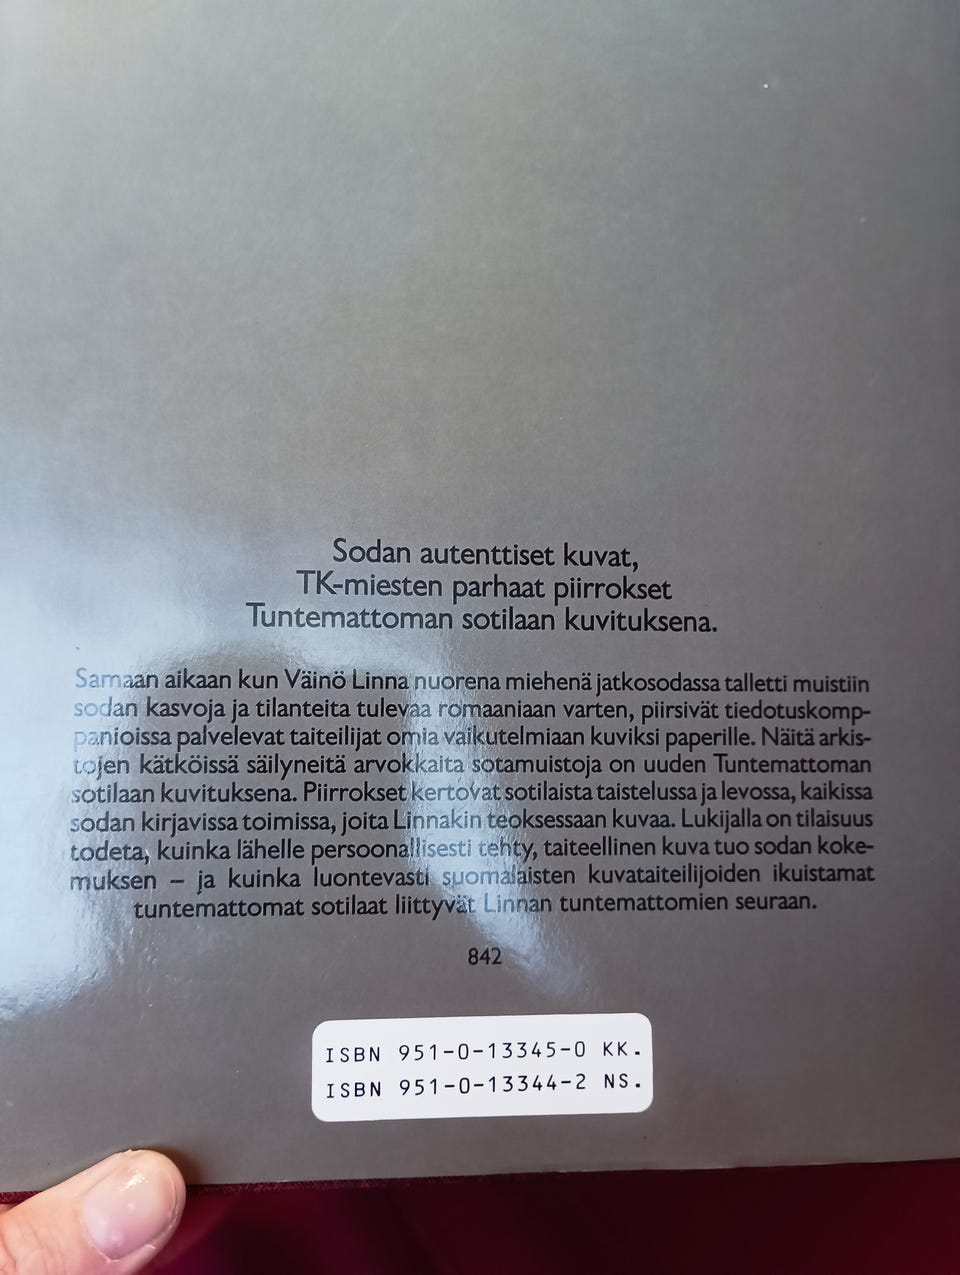 Sodan autenttiset kuvat,
TK-miesten parhaat piirrokset
Tuntemattoman sotilaan kuvituksena.
Samaan aikaan kun Väinö Linna nuorena miehenä jatkosodassa talletti muistiin
sodan kasvoja ja tilanteita tulevaa romaaniaan varten, piirsivät tiedotuskomp-
panioissa palvelevat taiteilijat omia vaikutelmiaan kuviksi paperille. Näitä arkis-
tojen kätköissä säilyneitä arvokkaita sotamuistoja on uuden Tuntemattoman
sotilaan kuvituksena. Piirrokset kertovat sotilaista taistelussa ja levossa, kaikissa
sodan kirjavissa toimissa, joita Linnakin teoksessaan kuvaa. Lukijalla on tilaisuus
todeta, kuinka lähelle persoonallisesti tehty, taiteellinen kuva tuo sodan koke-
muksen – ja kuinka luontevasti suomalaisten kuvataiteilijoiden ikuistamat
tuntemattomat sotilaat liittyvät Linnan tuntemattomien seuraan.
842
ISBN 951-0-13345-0 KK.
ISBN 951-0-13344-2 NS.